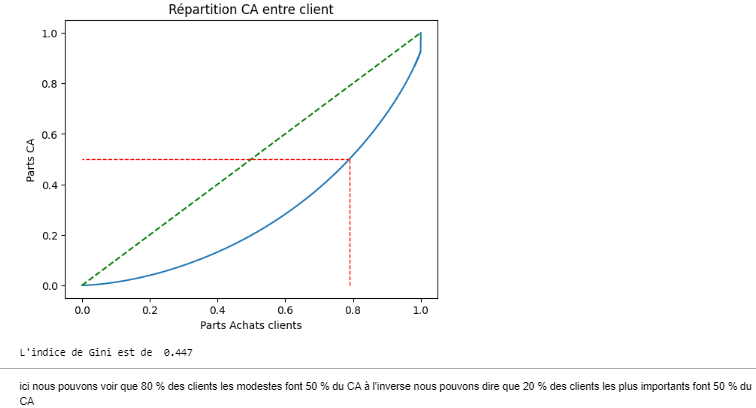 Répartition CA entre client
1.0
0.8
0.6
0.4
0.2
0.0
Parts CA
0.0 0.2 0.4 0.6 0.8 1.0
Parts Achats clients
L'indice de Gini est de 0.447
ici nous pouvons voir que 80 % des clients les modestes font 50 % du CA à l'inverse nous pouvons dire que 20 % des clients les plus importants font 50 % du
CA